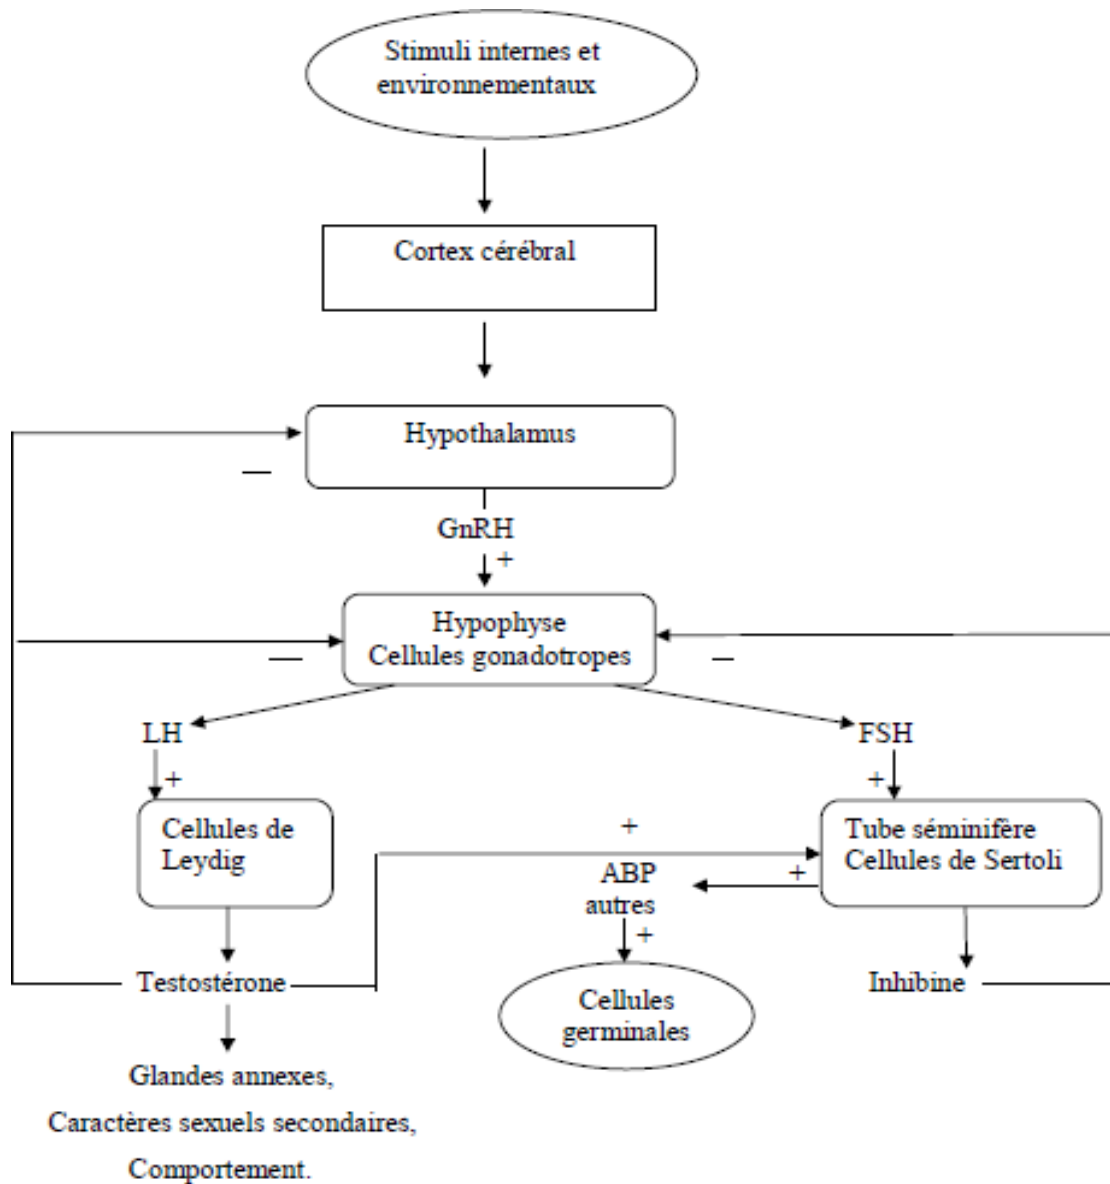 Stimuli internes et
environnementaux
Cortex cérébral
Hypothalamus
—
GnRH
+
Hypophyse
Cellules gonadotropes
—
—
LH
FSH
+
+
Cellules de
Leydig
+
Tube séminifère
Cellules de Sertoli
+
ABP
autres
+
Testostérone
Inhibine
Cellules
germinales
Glandes annexes,
Caractères sexuels secondaires,
Comportement.